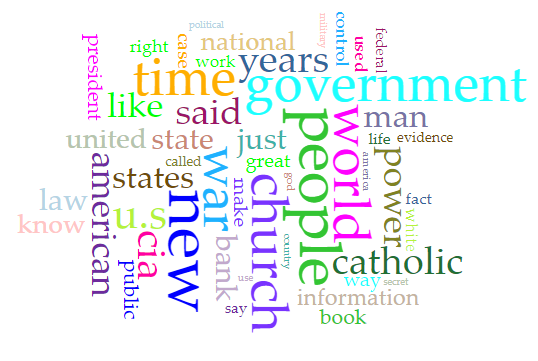 political
military
president
right
case
national
control
used
federal
work
years
time
government
like
said
man
united
state
just
people
world
life
evidence
called
great
american
states
war
god
america
power
law
make
church
fact
know
u.s
new
cia
white
public
bank
country
catholic
use
way
secret
information
say
book